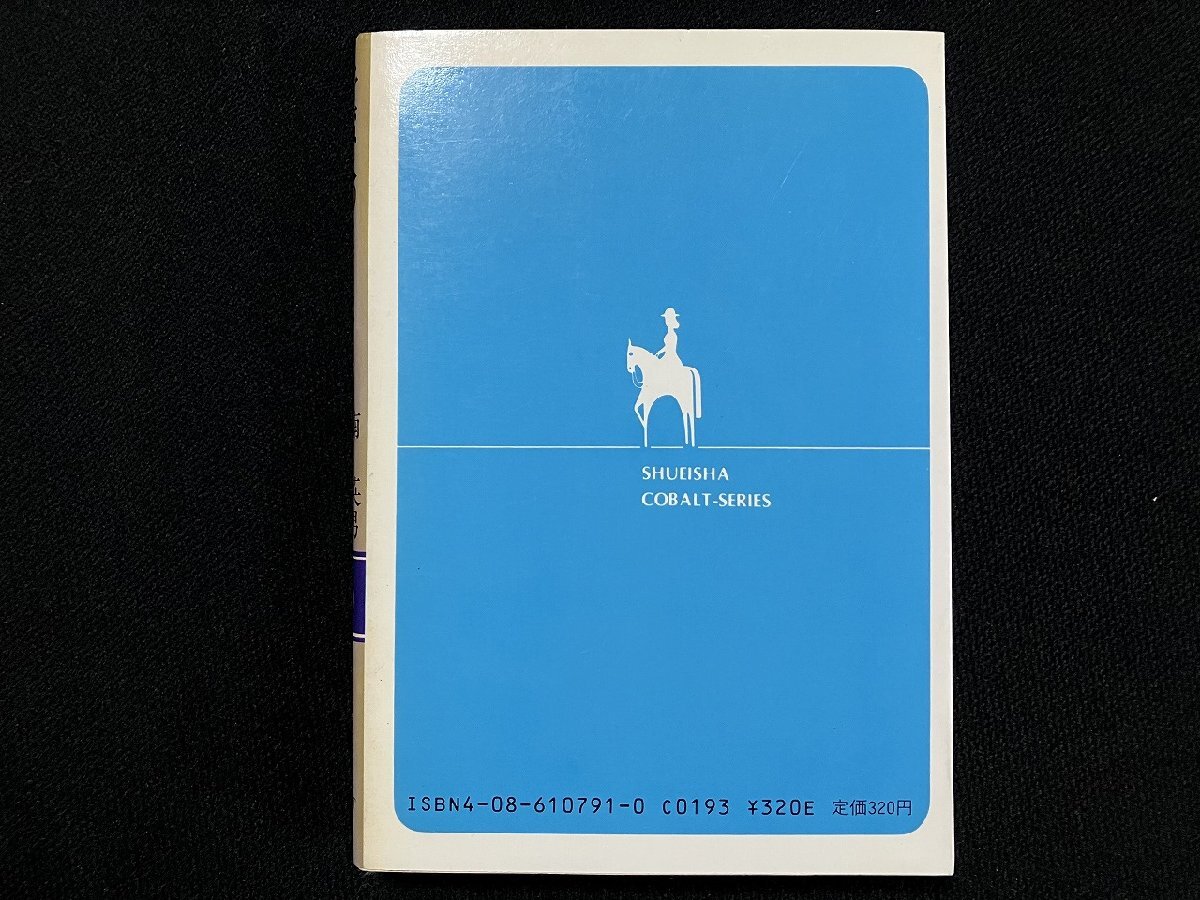 SHUEISHA
COBALT-SERIES
ISBN4-08-610791-0 C0193 ¥320E 定価320円